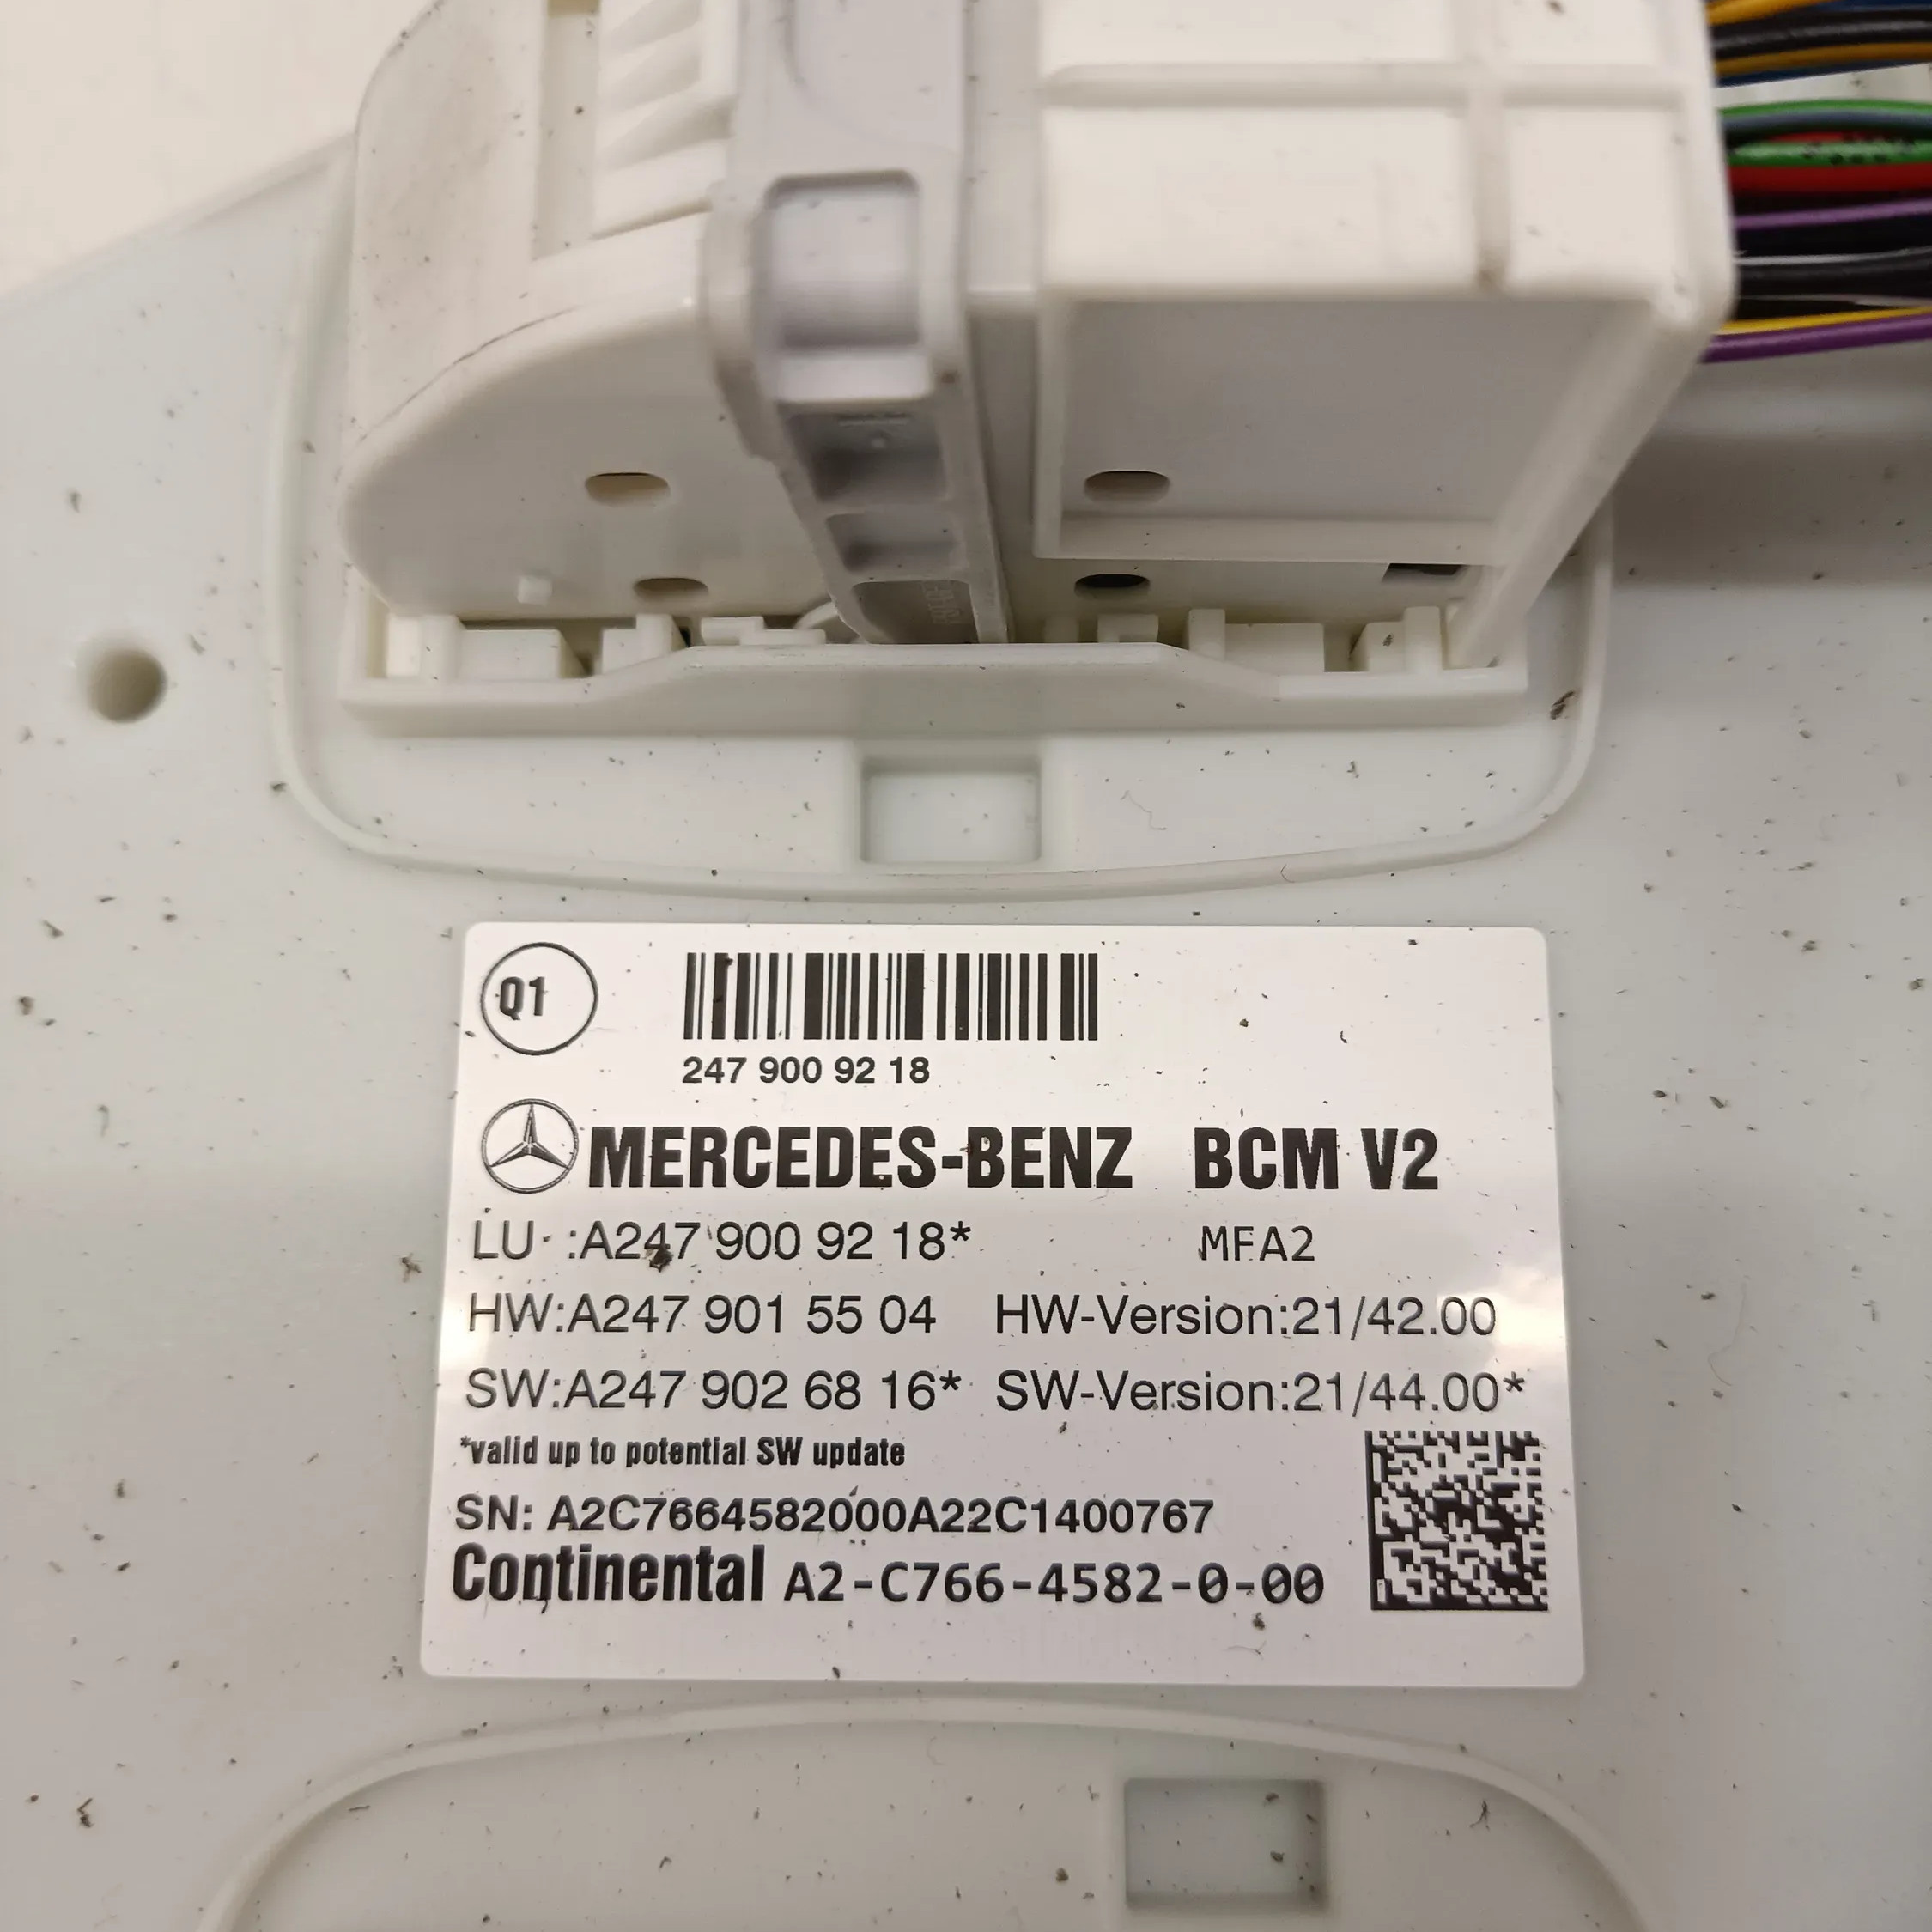 Q1
247 900 92 18
MERCEDES-BENZ BCM V2
LU :A247 900 92 18* MFA2
HW:A247 901 55 04 HW-Version:21/42.00
SW:A247 902 68 16* SW-Version:21/44.00*
*valid up to potential SW update
SN: A2C7664582000A22C1400767
Continental A2-C766-4582-0-00